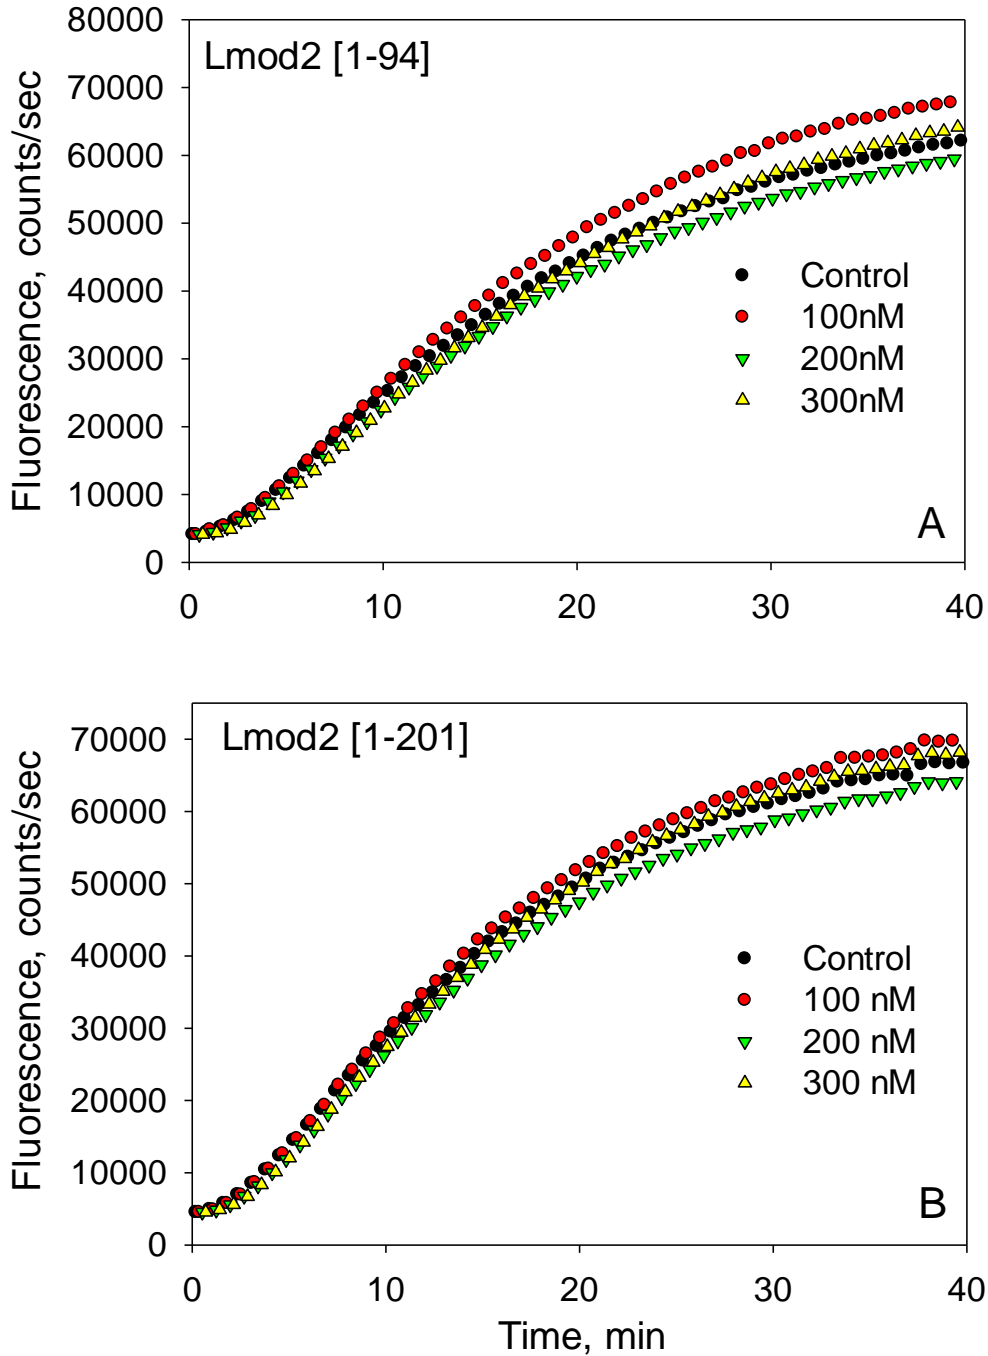 Lmod2 [1-94]
Fluorescence, counts/sec
80000
70000
60000
50000
40000
30000
20000
10000
0
Control
100nM
200nM
300nM
A
0 10 20 30 40
Lmod2 [1-201]
Fluorescence, counts/sec
70000
60000
50000
40000
30000
20000
10000
0
Control
100 nM
200 nM
300 nM
B
0 10 20 30 40
Time, min